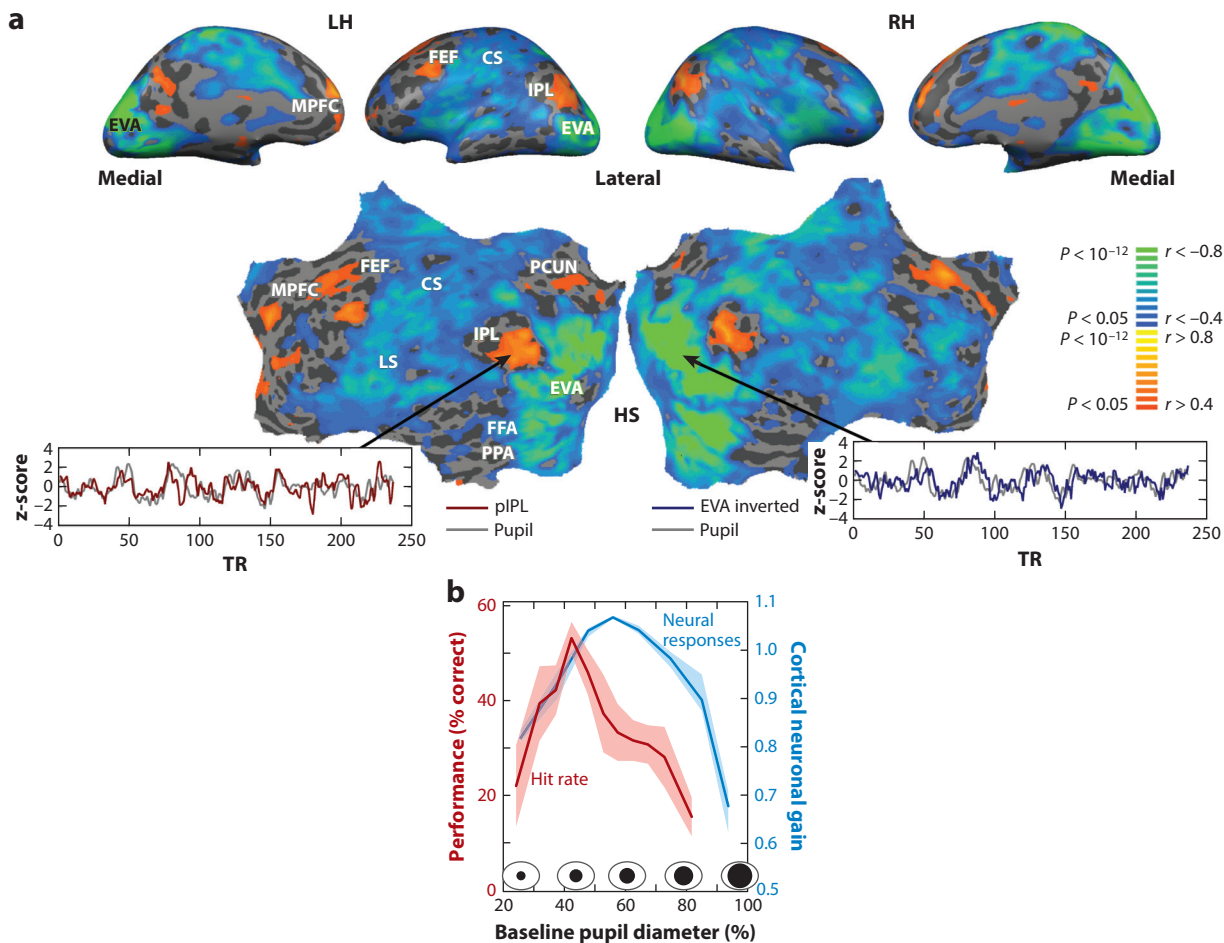 a
LH
RH
FEF
CS
MPFC
IPL
EVA
EVA
Medial
Lateral
Medial
FEF
PCUN
MPFC
CS
IPL
LS
EVA
FFA
HS
PPA
P < 10⁻¹²
r < −0.8
P < 0.05
r < −0.4
P < 10⁻¹²
r > 0.8
P < 0.05
r > 0.4
z-score
4
2
0
−2
−4
0
50
100
150
200
250
TR
pIPL
Pupil
EVA inverted
Pupil
z-score
4
2
0
−2
−4
0
50
100
150
200
250
TR
b
Performance (% correct)
60
40
20
0
Neural
responses
Hit rate
1.1
1.0
0.9
0.8
0.7
0.6
0.5
Cortical neuronal
gain
20
40
60
80
100
Baseline pupil diameter (%)